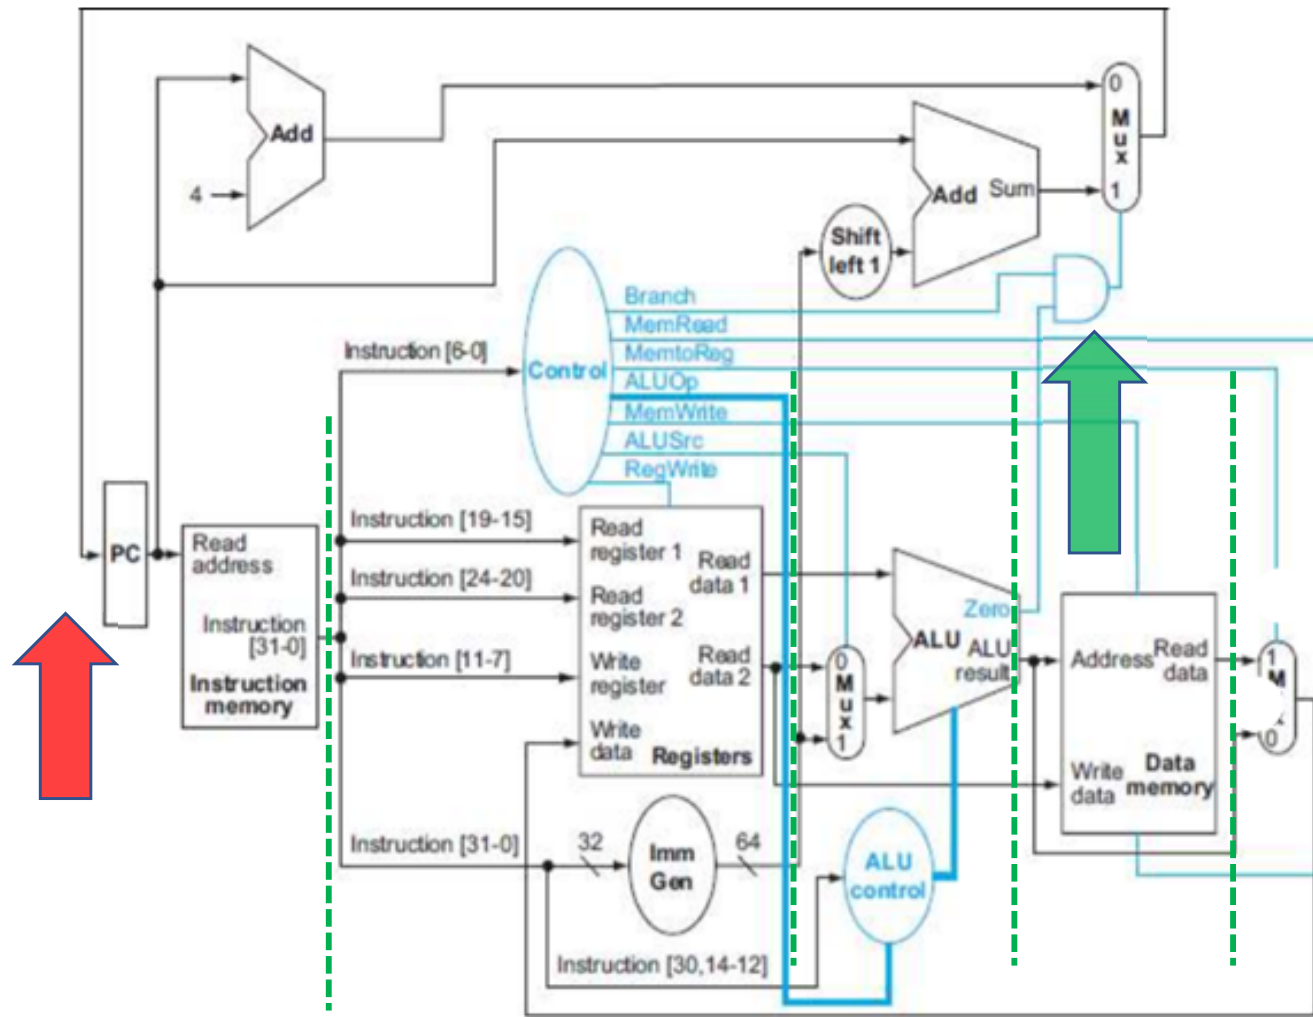 Add
4
0
M
u
x
1
Add
Sum
Shift
left 1
Branch
MemRead
MemtoReg
ALUOp
MemWrite
ALUSrc
RegWrite
Control
Instruction [6-0]
Instruction [19-15]
Instruction [24-20]
Instruction [11-7]
Instruction [31-0]
Instruction [30,14-12]
PC
Read
address
Instruction
[31-0]
Instruction
memory
Read
register 1
Read
register 2
Write
register
Write
data
Read
data 1
Read
data 2
Registers
32
Imm
Gen
64
0
M
u
x
1
Zero
ALU
ALU
result
ALU
control
Address
Read
data
Write
data
Data
memory
1
M
0